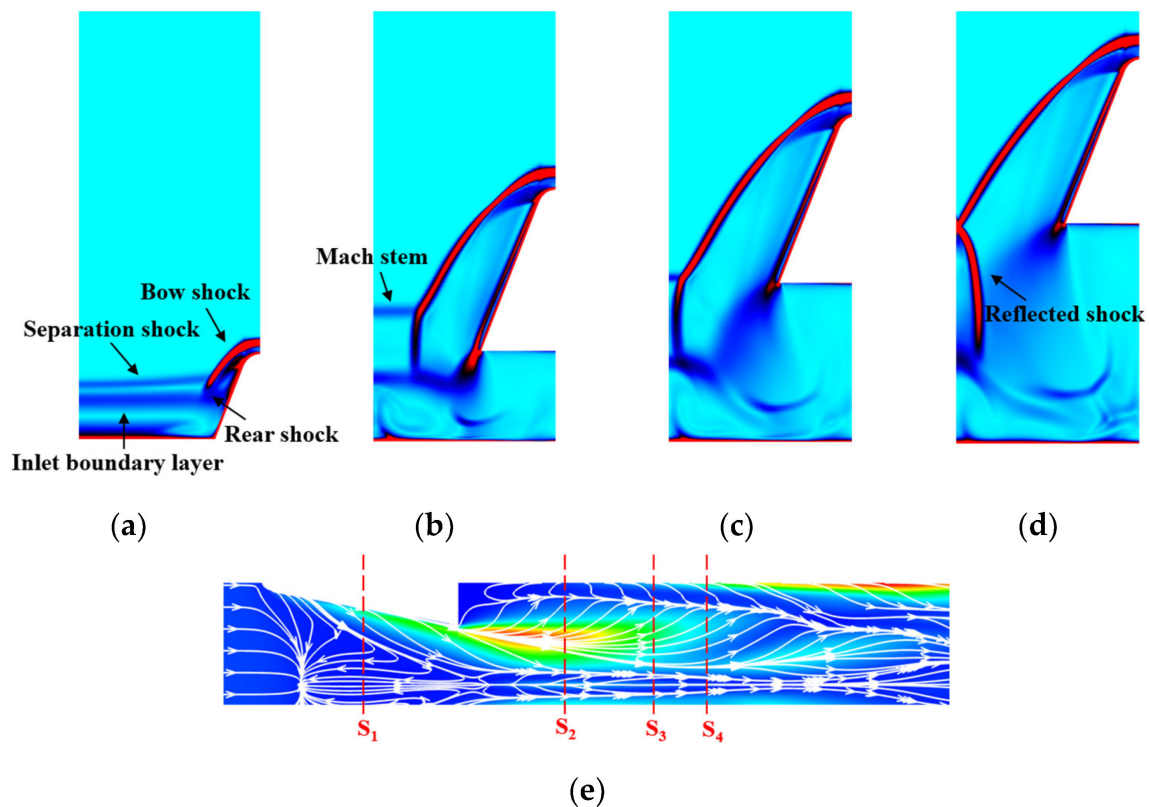 Mach stem
Bow shock
Separation shock
Reflected shock
Rear shock
Inlet boundary layer
(a)
(b)
(c)
(d)
S1
S2
S3
S4
(e)